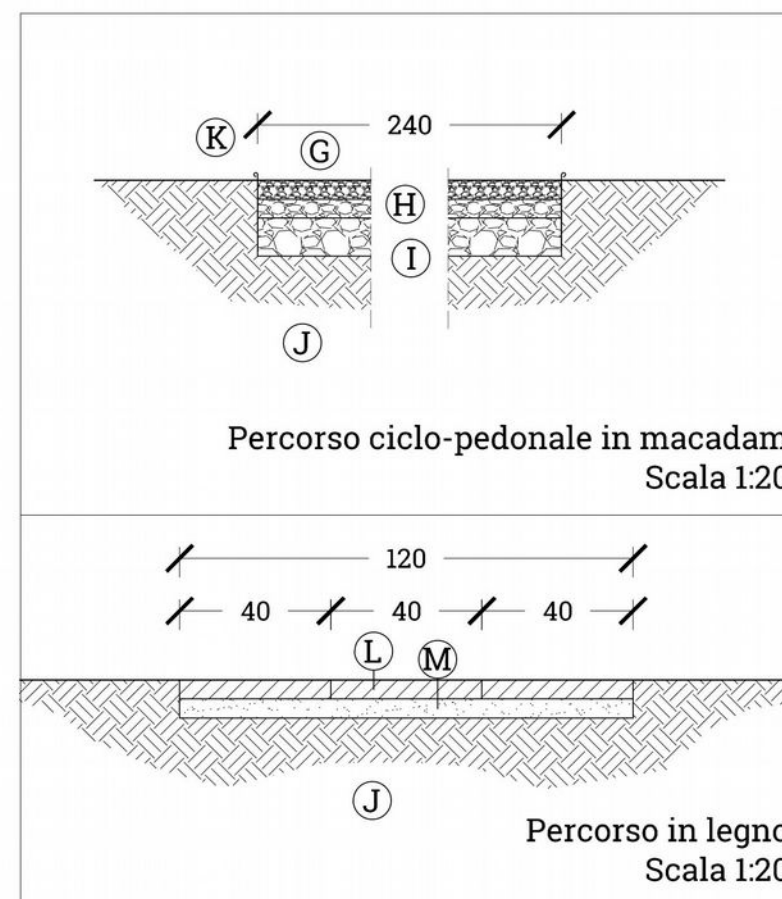 240
K
G
H
I
J
Percorso ciclo-pedonale in macadam
Scala 1:20
120
40 40 40
L M
J
Percorso in legno
Scala 1:20